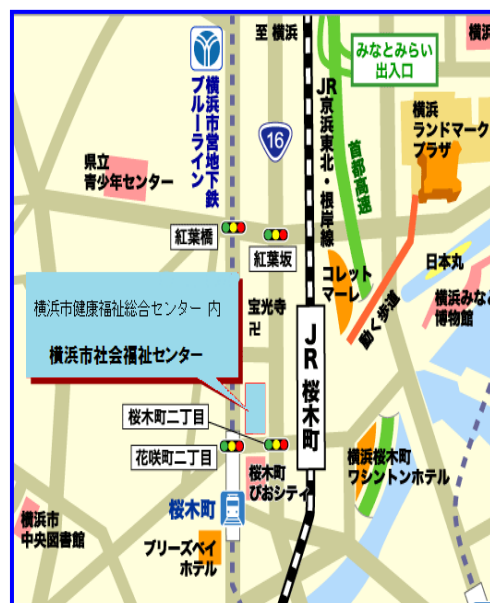 至 横浜
みなとみらい
出入口
横浜市営地下鉄
ブルーライン
JR京浜東北・根岸線
首都高速
16
横浜
ランドマーク
プラザ
県立
青少年センター
紅葉橋
紅葉坂
コレット
マーレ
動く歩道
日本丸
横浜みなと
博物館
横浜市健康福祉総合センター 内
横浜市社会福祉センター
宝光寺
卍
JR 桜木町
桜木町二丁目
花咲町二丁目
桜木町
ぴおシティ
横浜桜木町
ワシントンホテル
桜木町
横浜市
中央図書館
ブリーズベイ
ホテル